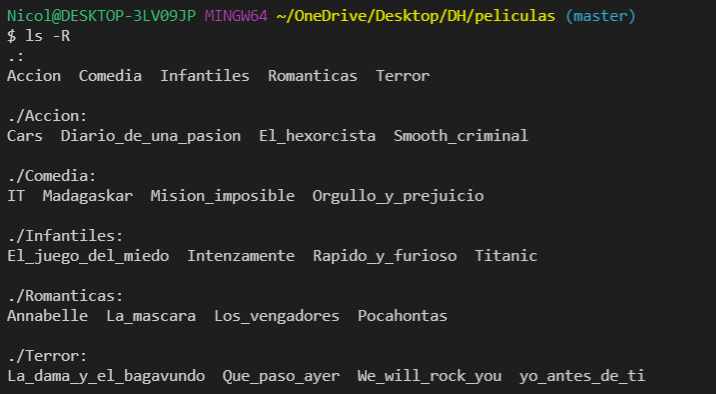 Nicol@DESKTOP-3LV09JP MINGW64 ~/OneDrive/Desktop/DH/peliculas (master)
$ ls -R
.:
Accion  Comedia  Infantiles  Romanticas  Terror
./Accion:
Cars  Diario_de_una_pasion  El_hexorcista  Smooth_criminal
./Comedia:
IT  Madagaskar  Mision_imposible  Orgullo_y_prejuicio
./Infantiles:
El_juego_del_miedo  Intenzamente  Rapido_y_furioso  Titanic
./Romanticas:
Annabelle  La_mascara  Los_vengadores  Pocahontas
./Terror:
La_dama_y_el_bagavundo  Que_paso_ayer  We_will_rock_you  yo_antes_de_ti